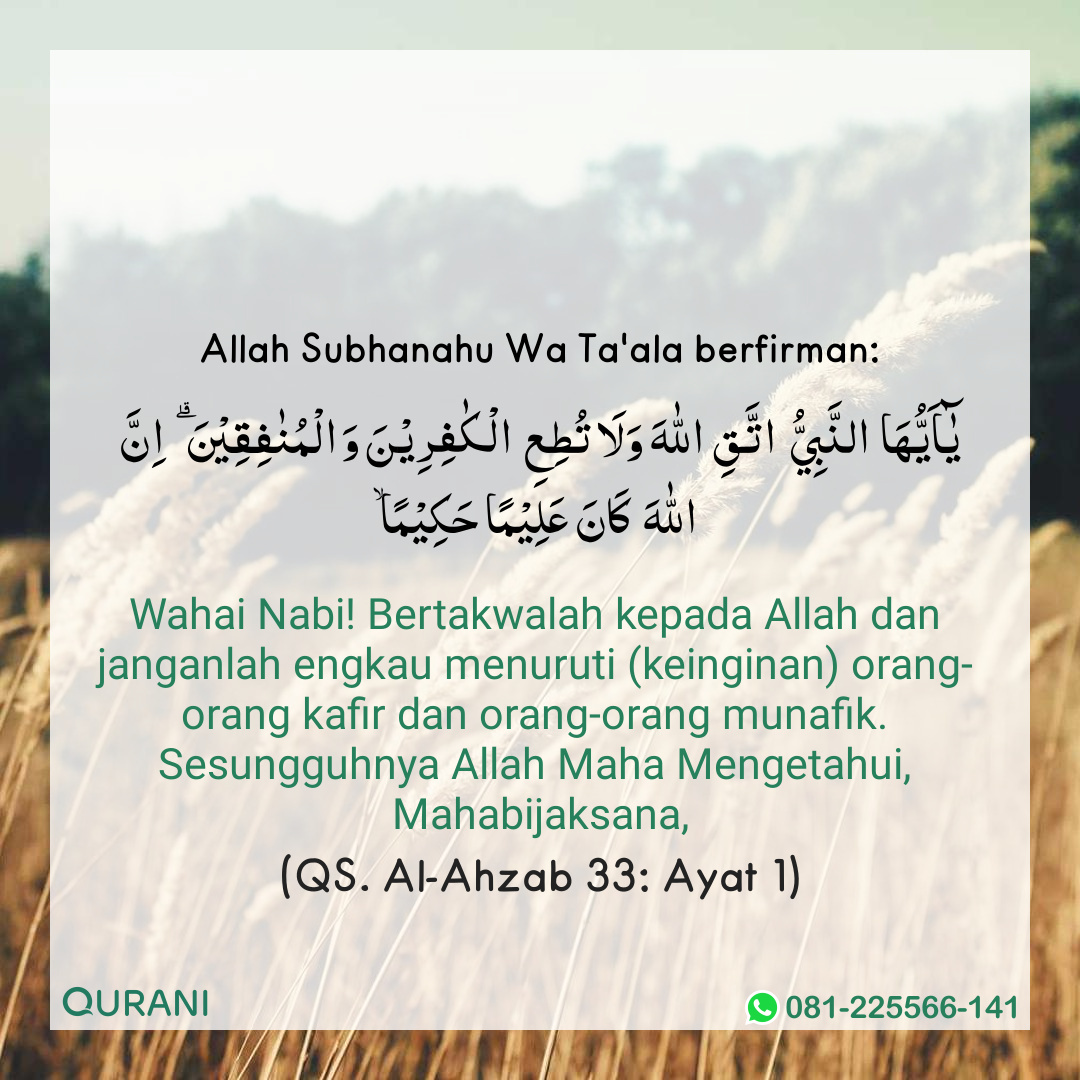 Allah Subhanahu Wa Ta'ala berfirman:
يٰٓاَيُّهَا النَّبِيُّ اتَّقِ اللّٰهَ وَلَا تُطِعِ الْكٰفِرِيْنَ وَالْمُنٰفِقِيْنَ ۗ اِنَّ
اللّٰهَ كَانَ عَلِيْمًا حَكِيْمًاۙ
Wahai Nabi! Bertakwalah kepada Allah dan
janganlah engkau menuruti (keinginan) orang-
orang kafir dan orang-orang munafik.
Sesungguhnya Allah Maha Mengetahui,
Mahabijaksana,
(QS. Al-Ahzab 33: Ayat 1)
QURANI
081-225566-141